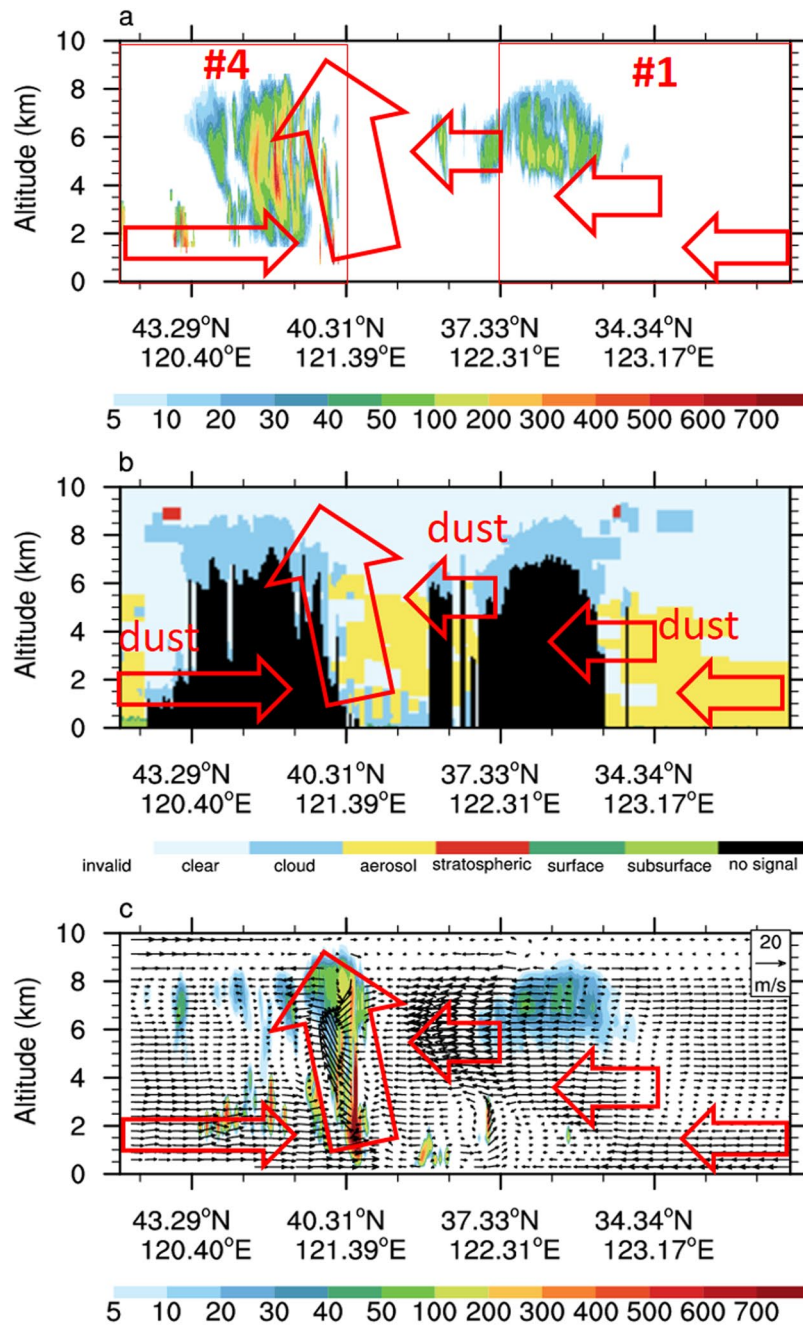 a
10
8
6
4
2
0
Altitude (km)
#4
#1
43.29°N 40.31°N 37.33°N 34.34°N
120.40°E 121.39°E 122.31°E 123.17°E
5 10 20 30 40 50 100 200 300 400 500 600 700
b
10
8
6
4
2
0
Altitude (km)
dust
dust
dust
43.29°N 40.31°N 37.33°N 34.34°N
120.40°E 121.39°E 122.31°E 123.17°E
invalid clear cloud aerosol stratospheric surface subsurface no signal
c
10
8
6
4
2
0
Altitude (km)
20
m/s
43.29°N 40.31°N 37.33°N 34.34°N
120.40°E 121.39°E 122.31°E 123.17°E
5 10 20 30 40 50 100 200 300 400 500 600 700